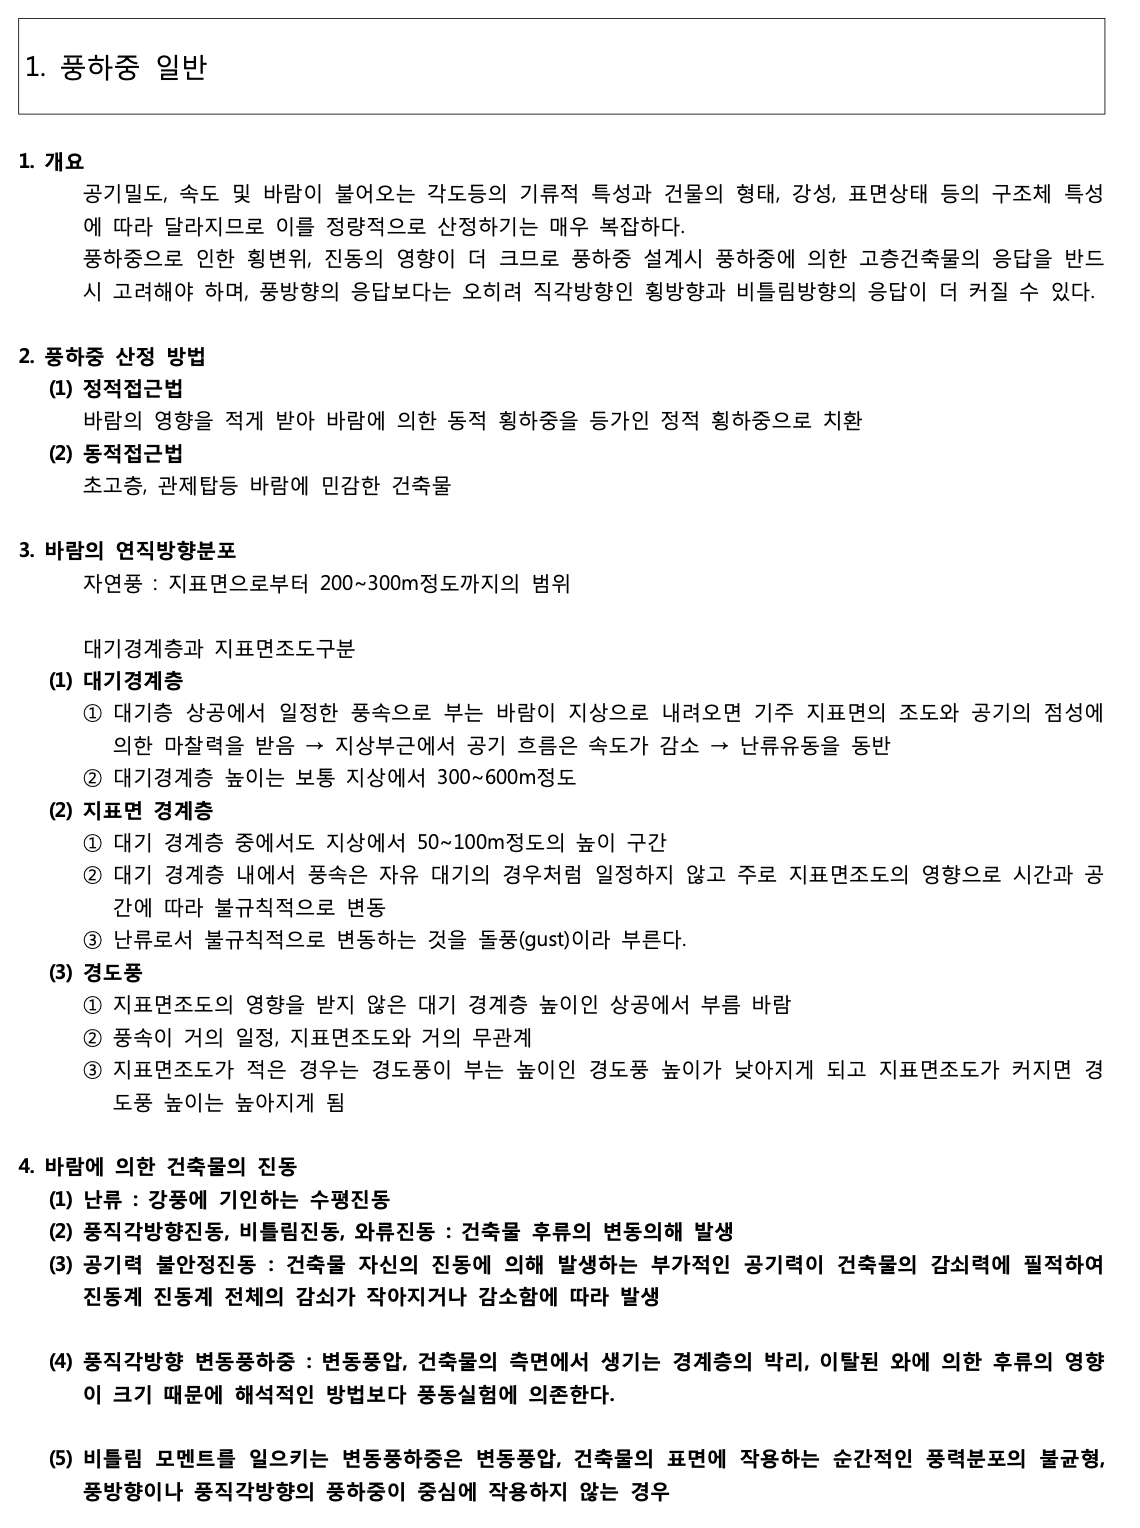 1. 풍하중 일반
1. 개요
공기밀도, 속도 및 바람이 불어오는 각도등의 기류적 특성과 건물의 형태, 강성, 표면상태 등의 구조체 특성
에 따라 달라지므로 이를 정량적으로 산정하기는 매우 복잡하다.
풍하중으로 인한 횡변위, 진동의 영향이 더 크므로 풍하중 설계시 풍하중에 의한 고층건축물의 응답을 반드
시 고려해야 하며, 풍방향의 응답보다는 오히려 직각방향인 횡방향과 비틀림방향의 응답이 더 커질 수 있다.
2. 풍하중 산정 방법
(1) 정적접근법
바람의 영향을 적게 받아 바람에 의한 동적 횡하중을 등가인 정적 횡하중으로 치환
(2) 동적접근법
초고층, 관제탑등 바람에 민감한 건축물
3. 바람의 연직방향분포
자연풍 : 지표면으로부터 200~300m정도까지의 범위
대기경계층과 지표면조도구분
(1) 대기경계층
① 대기층 상공에서 일정한 풍속으로 부는 바람이 지상으로 내려오면 기주 지표면의 조도와 공기의 점성에
의한 마찰력을 받음 → 지상부근에서 공기 흐름은 속도가 감소 → 난류유동을 동반
② 대기경계층 높이는 보통 지상에서 300~600m정도
(2) 지표면 경계층
① 대기 경계층 중에서도 지상에서 50~100m정도의 높이 구간
② 대기 경계층 내에서 풍속은 자유 대기의 경우처럼 일정하지 않고 주로 지표면조도의 영향으로 시간과 공
간에 따라 불규칙적으로 변동
③ 난류로서 불규칙적으로 변동하는 것을 돌풍(gust)이라 부른다.
(3) 경도풍
① 지표면조도의 영향을 받지 않은 대기 경계층 높이인 상공에서 부름 바람
② 풍속이 거의 일정, 지표면조도와 거의 무관계
③ 지표면조도가 적은 경우는 경도풍이 부는 높이인 경도풍 높이가 낮아지게 되고 지표면조도가 커지면 경
도풍 높이는 높아지게 됨
4. 바람에 의한 건축물의 진동
(1) 난류 : 강풍에 기인하는 수평진동
(2) 풍직각방향진동, 비틀림진동, 와류진동 : 건축물 후류의 변동의해 발생
(3) 공기력 불안정진동 : 건축물 자신의 진동에 의해 발생하는 부가적인 공기력이 건축물의 감쇠력에 필적하여
진동계 진동계 전체의 감쇠가 작아지거나 감소함에 따라 발생
(4) 풍직각방향 변동풍하중 : 변동풍압, 건축물의 측면에서 생기는 경계층의 박리, 이탈된 와에 의한 후류의 영향
이 크기 때문에 해석적인 방법보다 풍동실험에 의존한다.
(5) 비틀림 모멘트를 일으키는 변동풍하중은 변동풍압, 건축물의 표면에 작용하는 순간적인 풍력분포의 불균형,
풍방향이나 풍직각방향의 풍하중이 중심에 작용하지 않는 경우